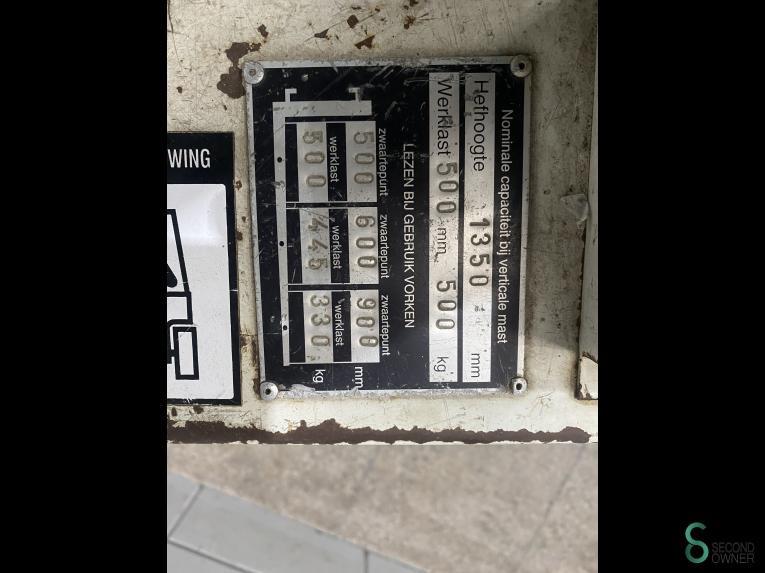 Nominale capaciteit bij verticale mast
Hefhoogte 1350 mm
Werklast 500 mm 500 kg
LEZEN BIJ GEBRUIK VORKEN
zwaartepunt zwaartepunt zwaartepunt
500 600 900 mm
werklast werklast werklast
500 445 330 kg
WING
SECOND
OWNER